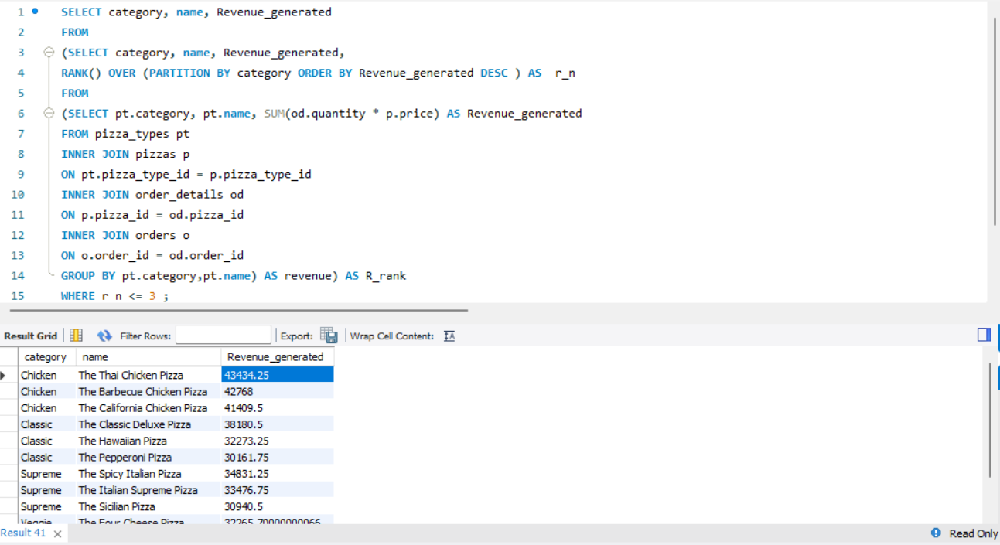 1 SELECT category, name, Revenue_generated
2 FROM
3 (SELECT category, name, Revenue_generated,
4 RANK() OVER (PARTITION BY category ORDER BY Revenue_generated DESC ) AS  r_n
5 FROM
6 (SELECT pt.category, pt.name, SUM(od.quantity * p.price) AS Revenue_generated
7 FROM pizza_types pt
8 INNER JOIN pizzas p
9 ON pt.pizza_type_id = p.pizza_type_id
10 INNER JOIN order_details od
11 ON p.pizza_id = od.pizza_id
12 INNER JOIN orders o
13 ON o.order_id = od.order_id
14 GROUP BY pt.category,pt.name) AS revenue) AS R_rank
15 WHERE r n <= 3 ;
Result Grid Filter Rows: Export: Wrap Cell Content: IA
category name Revenue_generated
Chicken The Thai Chicken Pizza 43434.25
Chicken The Barbecue Chicken Pizza 42768
Chicken The California Chicken Pizza 41409.5
Classic The Classic Deluxe Pizza 38180.5
Classic The Hawaiian Pizza 32273.25
Classic The Pepperoni Pizza 30161.75
Supreme The Spicy Italian Pizza 34831.25
Supreme The Italian Supreme Pizza 33476.75
Supreme The Sicilian Pizza 30940.5
Veggie The Four Cheese Pizza 32265.70000000066
Result 41 Read Only